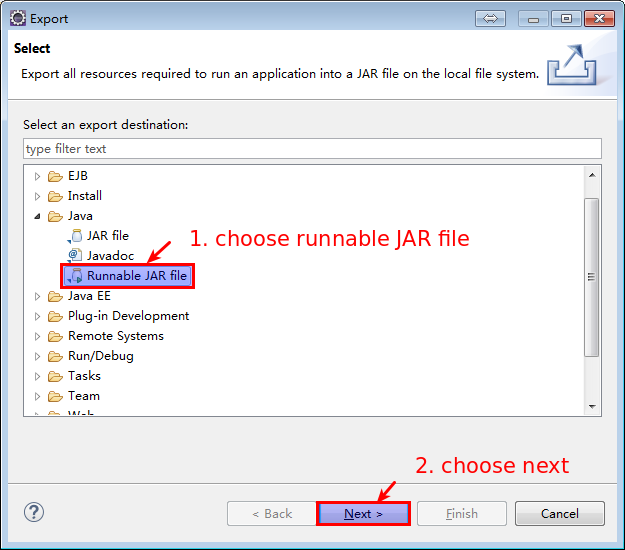 Export
Select
Export all resources required to run an application into a JAR file on the local file system.
Select an export destination:
type filter text
EJB
Install
Java
JAR file
1. choose runnable JAR file
Javadoc
Runnable JAR file
Java EE
Plug-in Development
Remote Systems
Run/Debug
Tasks
Team
Web
2. choose next
?
< Back
Next >
Finish
Cancel